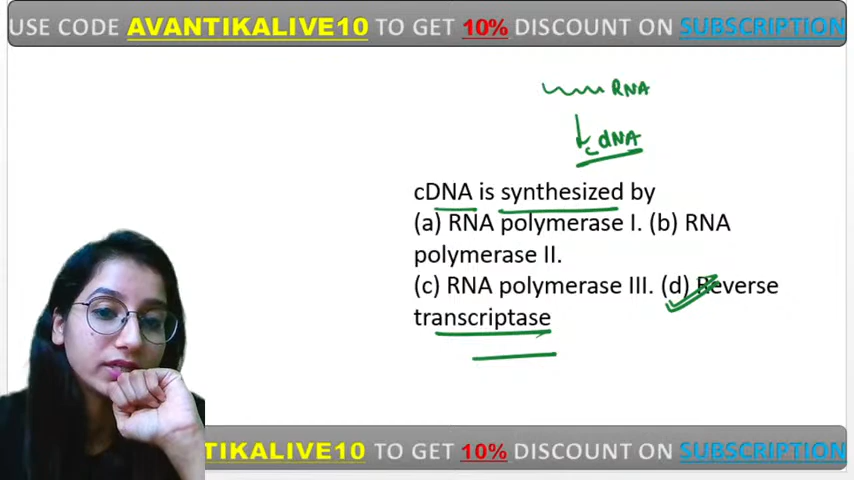 USE CODE AVANTIKALIVE10 TO GET 10% DISCOUNT ON SUBSCRIPTION
RNA
cDNA
cDNA is synthesized by
(a) RNA polymerase I. (b) RNA
polymerase II.
(c) RNA polymerase III. (d) Reverse
transcriptase
TIKALIVE10 TO GET 10% DISCOUNT ON SUBSCRIPTION